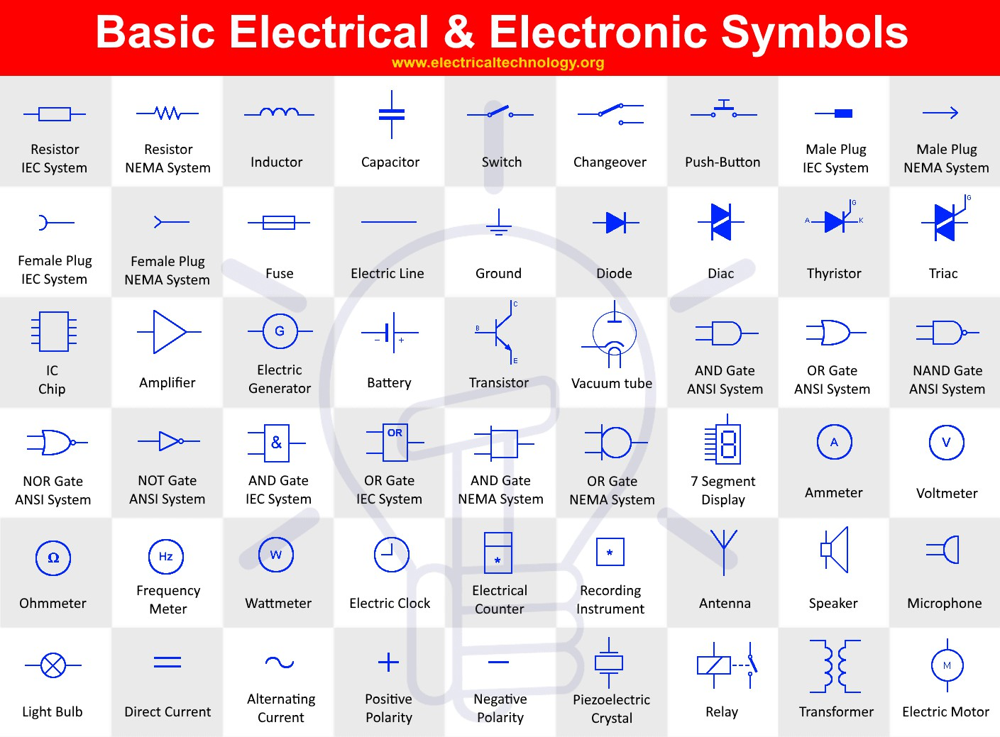 Basic Electrical & Electronic Symbols
www.electricaltechnology.org
Resistor
IEC System
Resistor
NEMA System
Inductor
Capacitor
Switch
Changeover
Push-Button
Male Plug
IEC System
Male Plug
NEMA System
Female Plug
IEC System
Female Plug
NEMA System
Fuse
Electric Line
Ground
Diode
Diac
A G K
Thyristor
G
Triac
IC
Chip
Amplifier
G
Electric
Generator
− +
Battery
C
B
E
Transistor
Vacuum tube
AND Gate
ANSI System
OR Gate
ANSI System
NAND Gate
ANSI System
NOR Gate
ANSI System
NOT Gate
ANSI System
&
AND Gate
IEC System
OR
OR Gate
IEC System
AND Gate
NEMA System
OR Gate
NEMA System
8
7 Segment
Display
A
Ammeter
V
Voltmeter
Ω
Ohmmeter
Hz
Frequency
Meter
W
Wattmeter
Electric Clock
*
Electrical
Counter
*
Recording
Instrument
Antenna
Speaker
Microphone
Light Bulb
Direct Current
Alternating
Current
+
Positive
Polarity
−
Negative
Polarity
Piezoelectric
Crystal
Relay
Transformer
M
Electric Motor